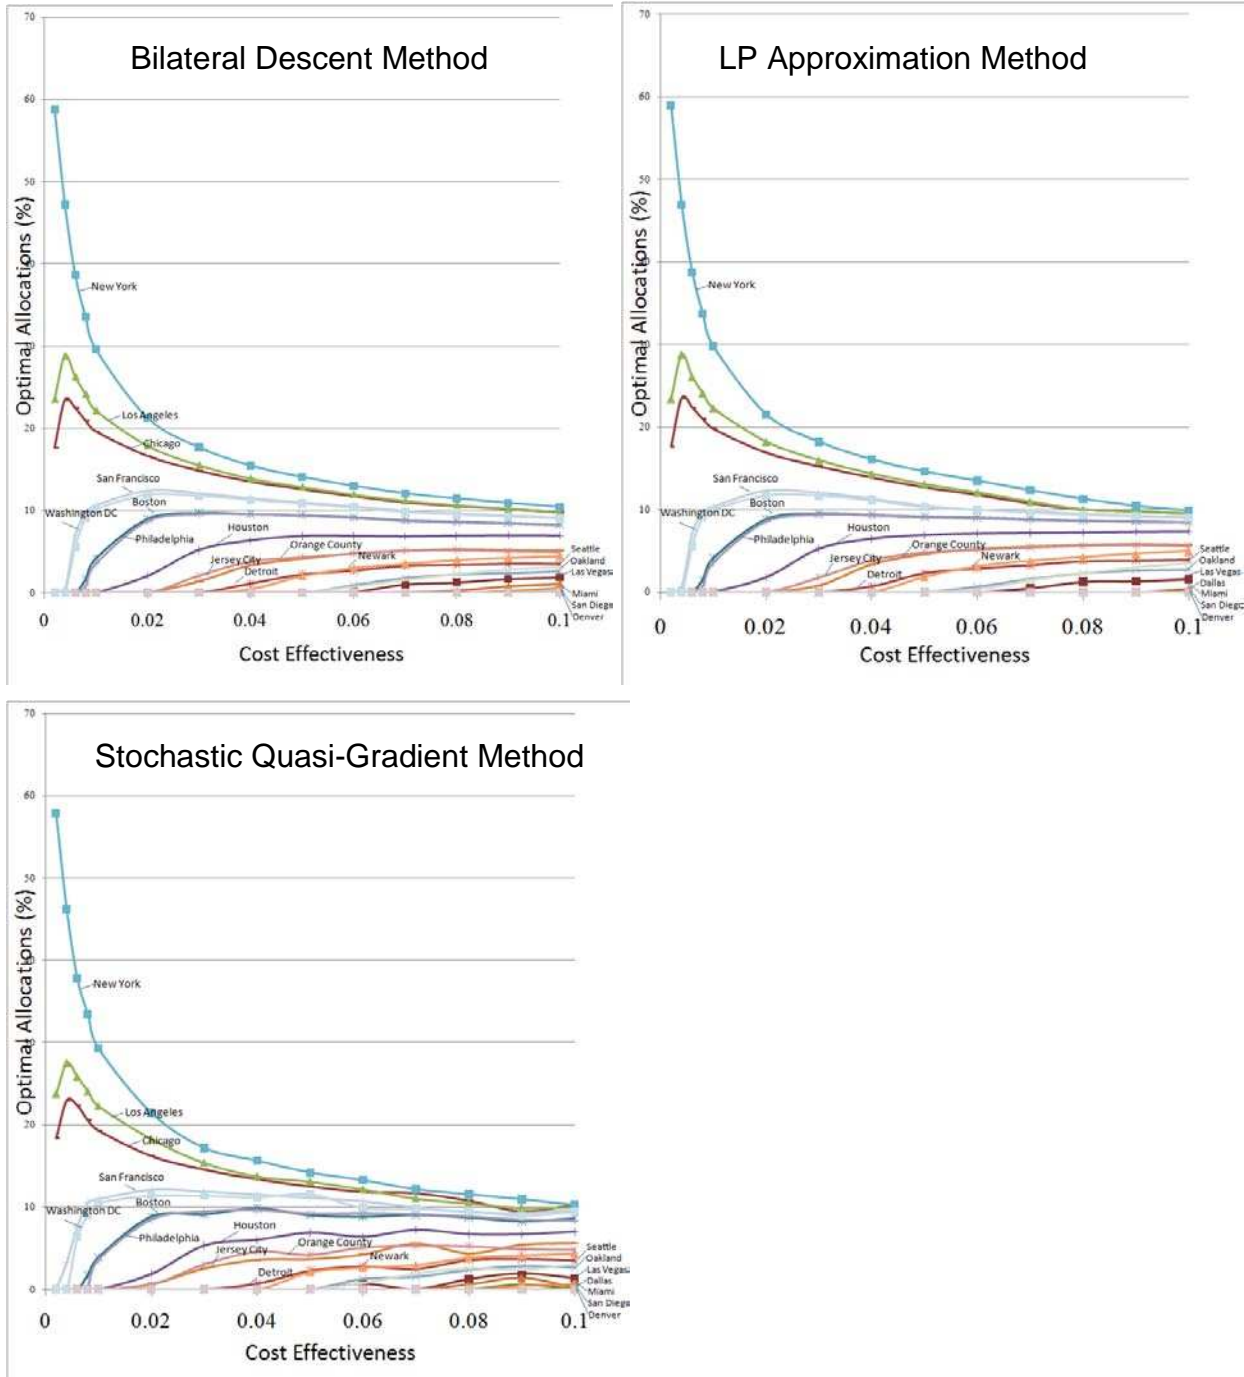 Bilateral Descent Method
70
60
50
40
30
20
10
0
Optimal Allocations (%)
New York
Los Angeles
Chicago
San Francisco
Boston
Washington DC
Philadelphia
Houston
Orange County
Jersey City
Newark
Detroit
Seattle
Oakland
Las Vegas
Miami
San Diego
Denver
0 0.02 0.04 0.06 0.08 0.1
Cost Effectiveness
LP Approximation Method
70
60
50
40
30
20
10
0
Optimal Allocations (%)
New York
Los Angeles
Chicago
San Francisco
Boston
Washington DC
Philadelphia
Houston
Orange County
Jersey City
Newark
Detroit
Seattle
Oakland
Las Vegas
Dallas
Miami
San Diego
Denver
0 0.02 0.04 0.06 0.08 0.1
Cost Effectiveness
Stochastic Quasi-Gradient Method
70
60
50
40
30
20
10
0
Optimal Allocations (%)
New York
Los Angeles
Chicago
San Francisco
Boston
Washington DC
Philadelphia
Houston
Orange County
Jersey City
Newark
Detroit
Seattle
Oakland
Las Vegas
Dallas
Miami
San Diego
Denver
0 0.02 0.04 0.06 0.08 0.1
Cost Effectiveness